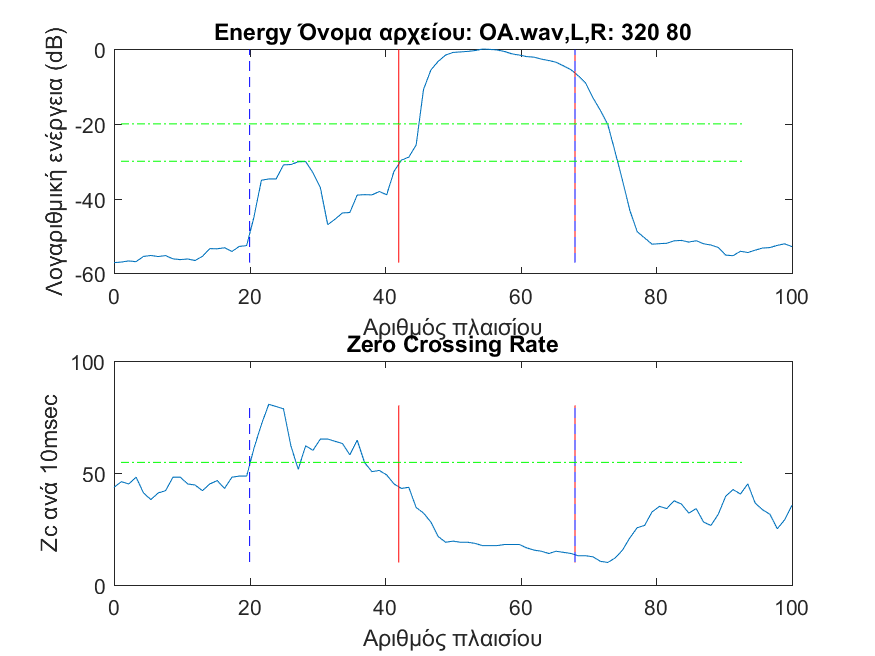 Energy Όνομα αρχείου: OA.wav,L,R: 320 80
Λογαριθμική ενέργεια (dB)
0
-20
-40
-60
0 20 40 60 80 100
Αριθμός πλαισίου
Zero Crossing Rate
Zc ανά 10msec
100
50
0
0 20 40 60 80 100
Αριθμός πλαισίου